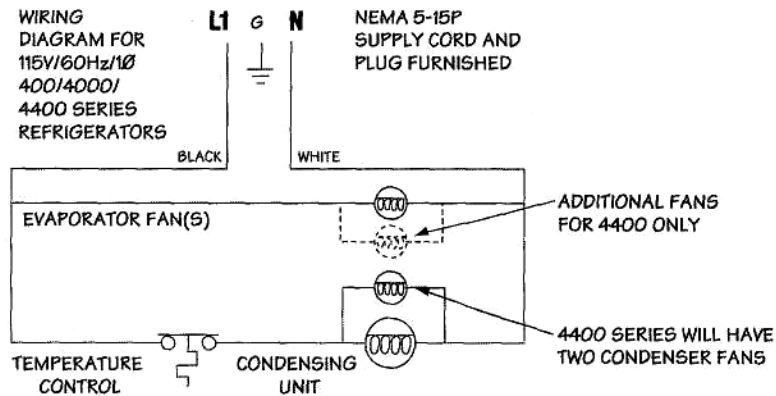 WIRING
DIAGRAM FOR
115V/60Hz/1Ø
400/4000/
4400 SERIES
REFRIGERATORS
L1 G N
NEMA 5-15P
SUPPLY CORD AND
PLUG FURNISHED
BLACK
WHITE
EVAPORATOR FAN(S)
ADDITIONAL FANS
FOR 4400 ONLY
4400 SERIES WILL HAVE
TWO CONDENSER FANS
TEMPERATURE
CONTROL
CONDENSING
UNIT